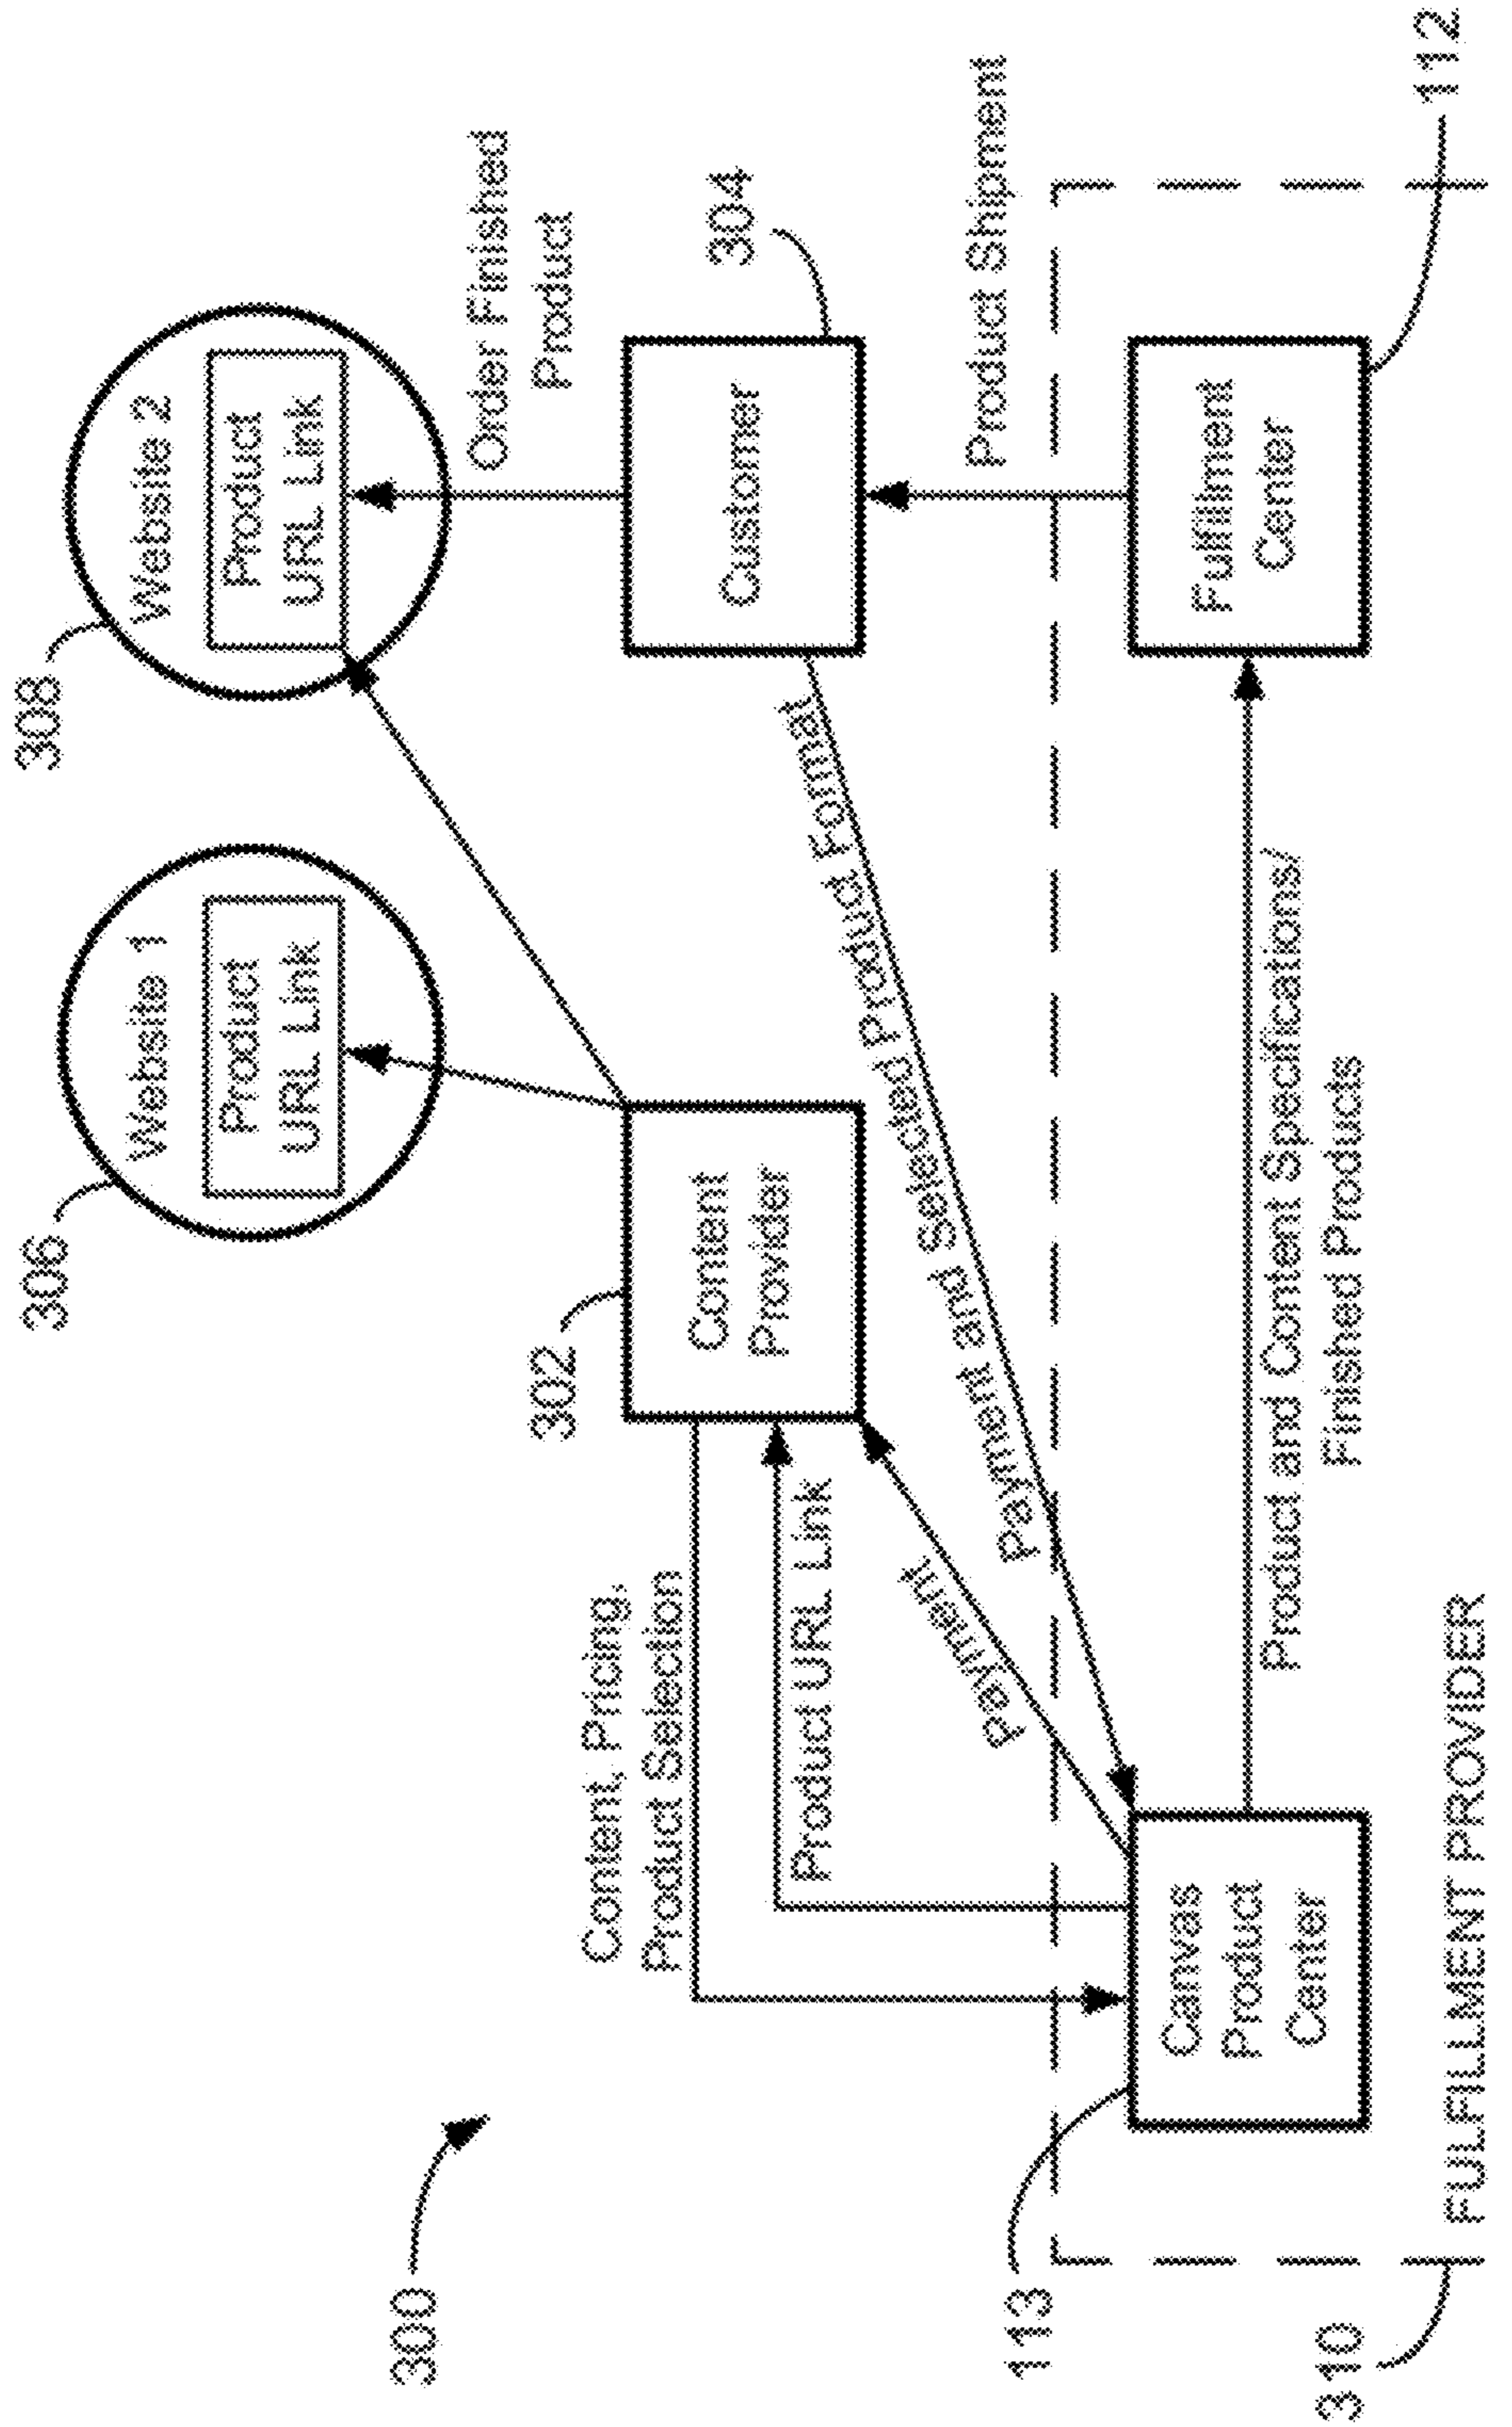 300
306
Website 1
Product
URL Link
308
Website 2
Product
URL Link
Order Finished
Product
302
Content
Provider
Customer
304
Content, Pricing,
Product Selection
Product URL Link
Payment
Payment and Selected Product Format
Product Shipment
113
Canvas
Product
Center
Product and Content Specifications/
Finished Products
Fulfillment
Center
112
310
FULFILLMENT PROVIDER